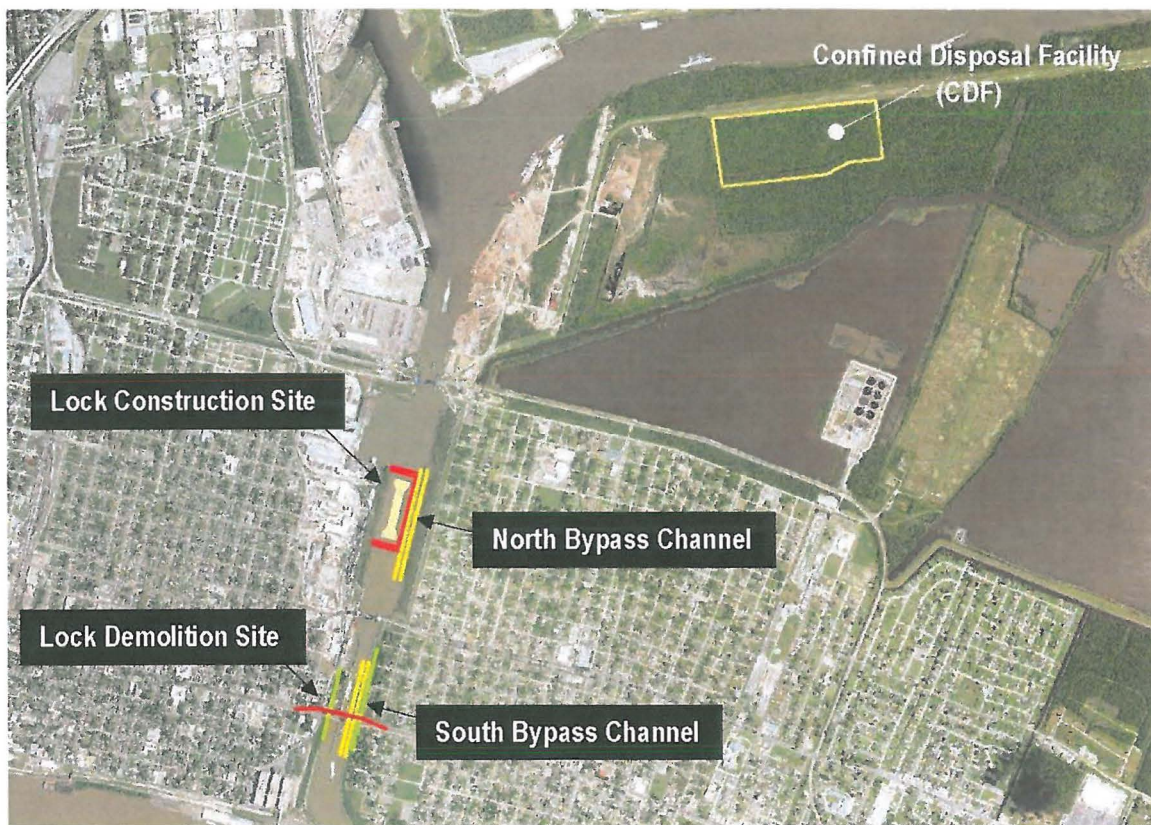 Confined Disposal Facility
(CDF)
Lock Construction Site
North Bypass Channel
Lock Demolition Site
South Bypass Channel